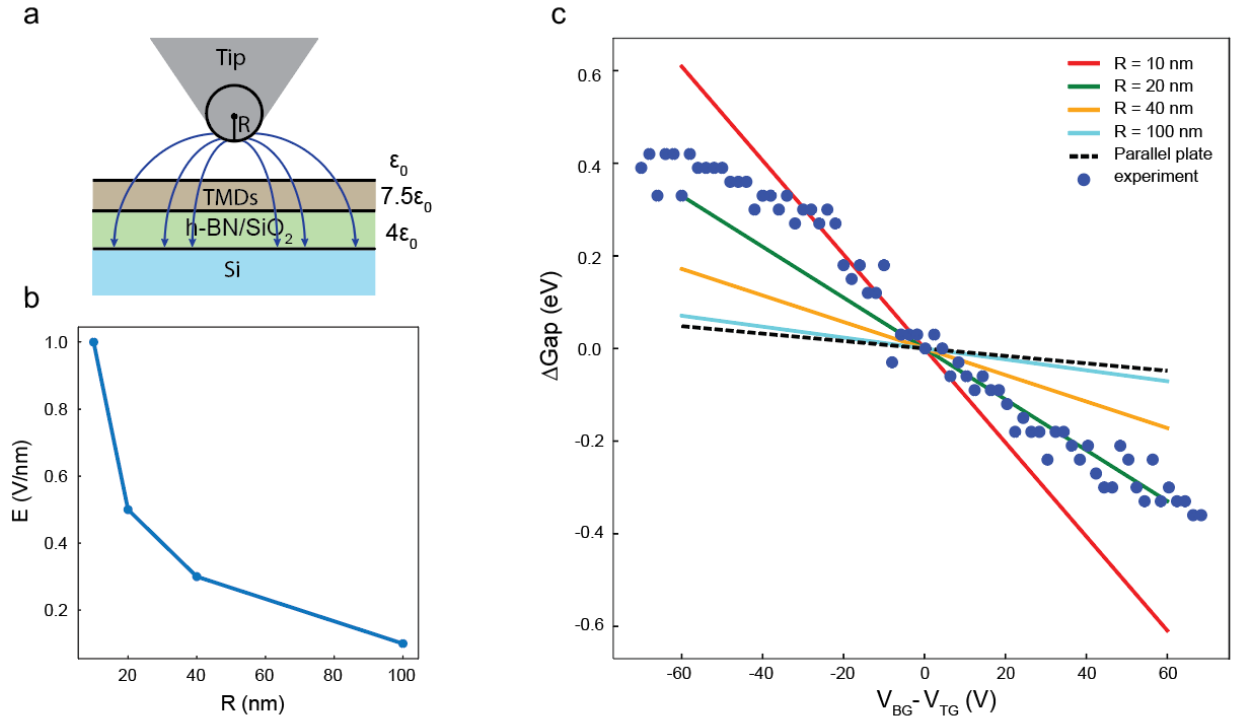 a
Tip
R
ε₀
TMDs
7.5ε₀
h-BN/SiO₂
4ε₀
Si
b
E (V/nm)
1.0
0.8
0.6
0.4
0.2
20
40
60
80
100
R (nm)
c
ΔGap (eV)
0.6
0.4
0.2
0.0
-0.2
-0.4
-0.6
R = 10 nm
R = 20 nm
R = 40 nm
R = 100 nm
Parallel plate
experiment
-60
-40
-20
0
20
40
60
V_BG- V_TG (V)